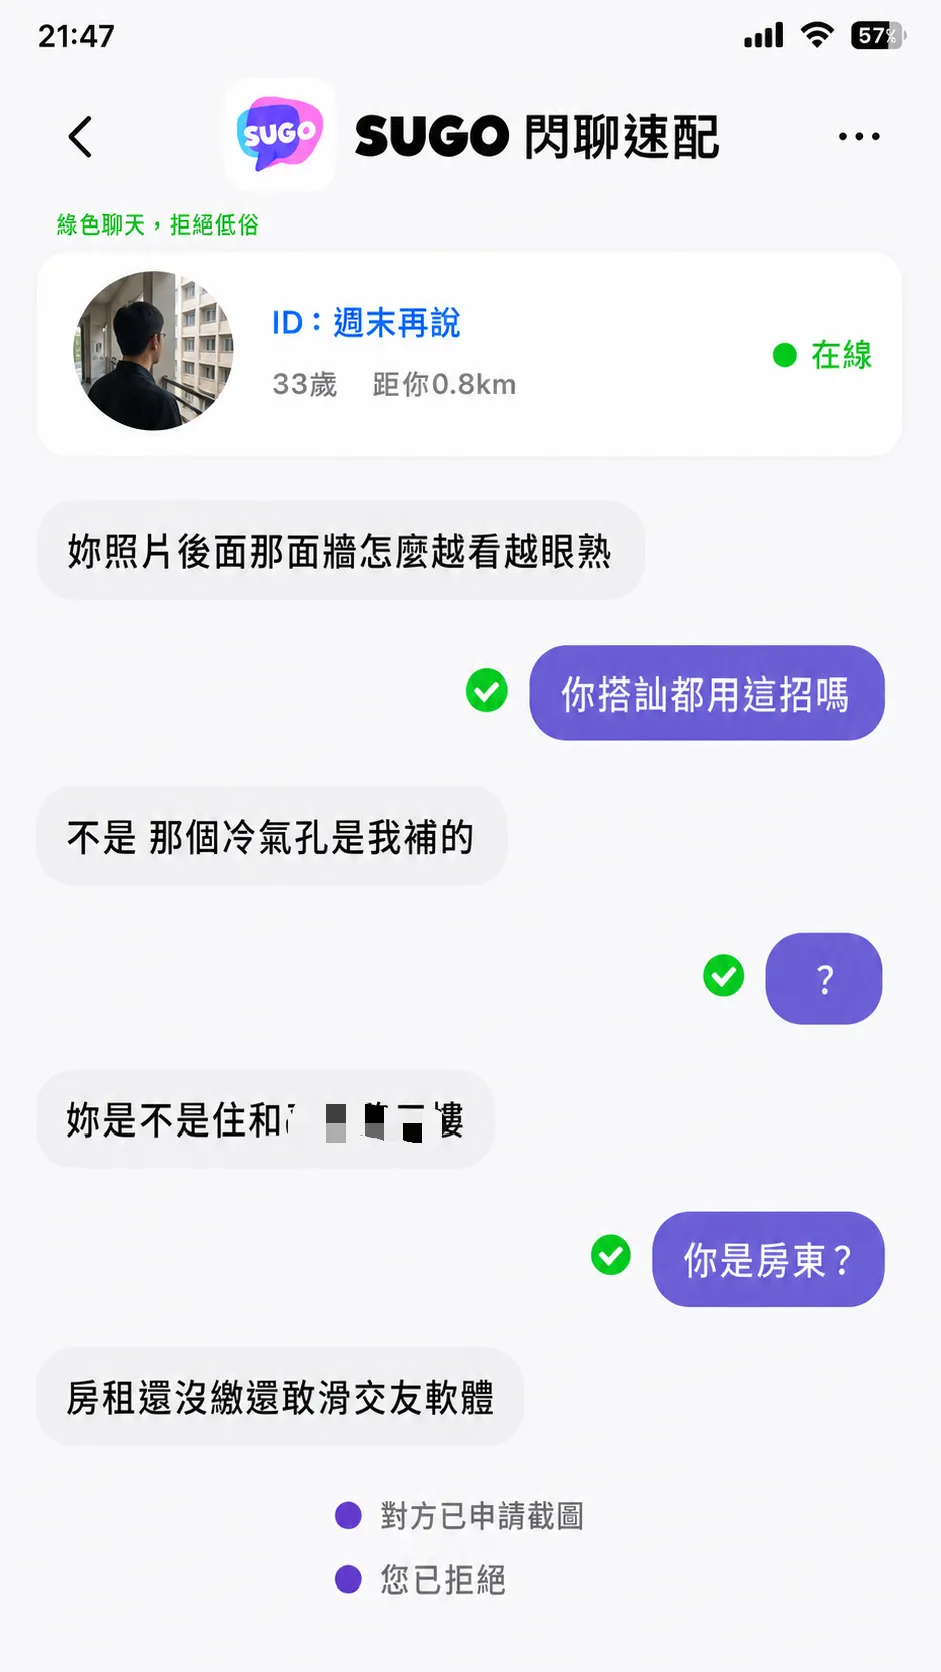 21:47
57%
SUGO
SUGO 閃聊速配
綠色聊天，拒絕低俗
ID：週末再說
33歲 距你0.8km
在線
妳照片後面那面牆怎麼越看越眼熟
你搭訕都用這招嗎
不是 那個冷氣孔是我補的
？
妳是不是住和 樓
你是房東？
房租還沒繳還敢滑交友軟體
對方已申請截圖
您已拒絕